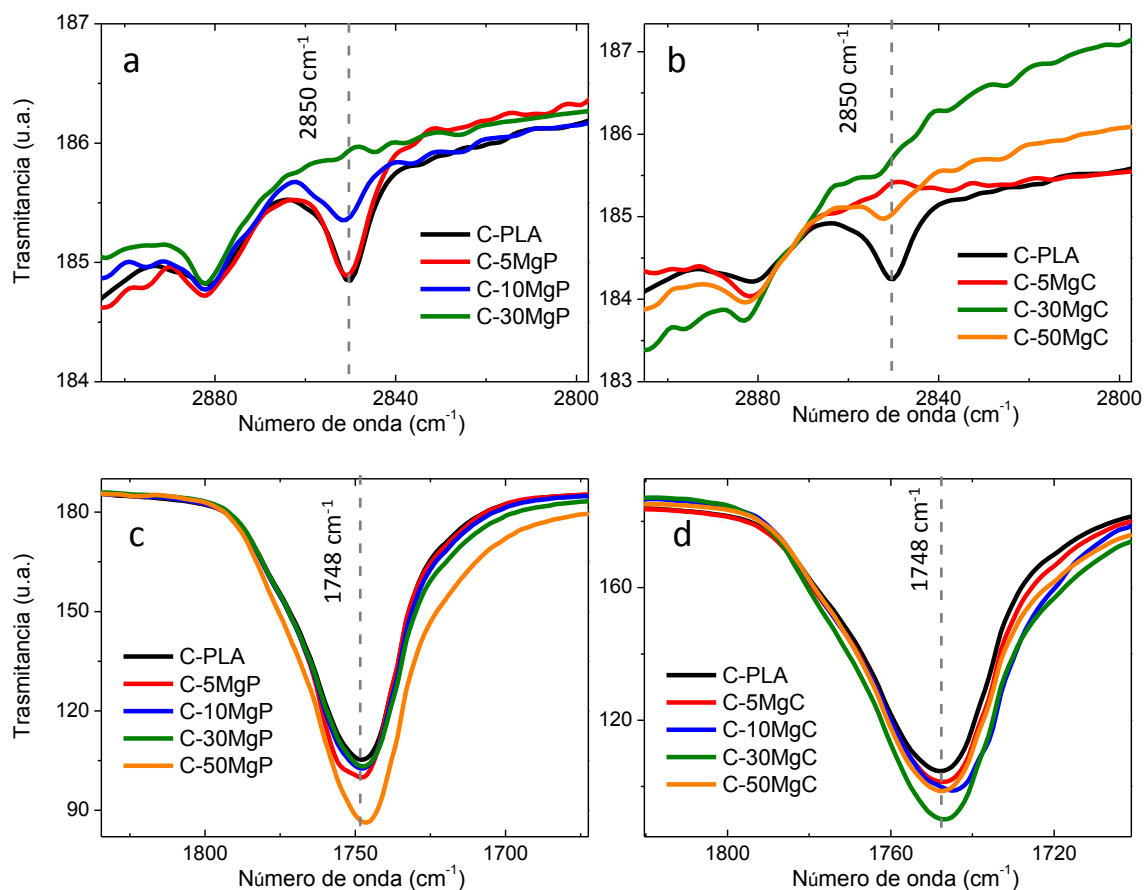 187
186
185
184
Trasmitancia (u.a.)
a
2850 cm⁻¹
C-PLA
C-5MgP
C-10MgP
C-30MgP
2880 2840 2800
Número de onda (cm⁻¹)
187
186
185
184
183
b
2850 cm⁻¹
C-PLA
C-5MgC
C-30MgC
C-50MgC
2880 2840 2800
Número de onda (cm⁻¹)
180
150
120
90
Trasmitancia (u.a.)
c
1748 cm⁻¹
C-PLA
C-5MgP
C-10MgP
C-30MgP
C-50MgP
1800 1750 1700
Número de onda (cm⁻¹)
160
120
d
1748 cm⁻¹
C-PLA
C-5MgC
C-10MgC
C-30MgC
C-50MgC
1800 1760 1720
Número de onda (cm⁻¹)